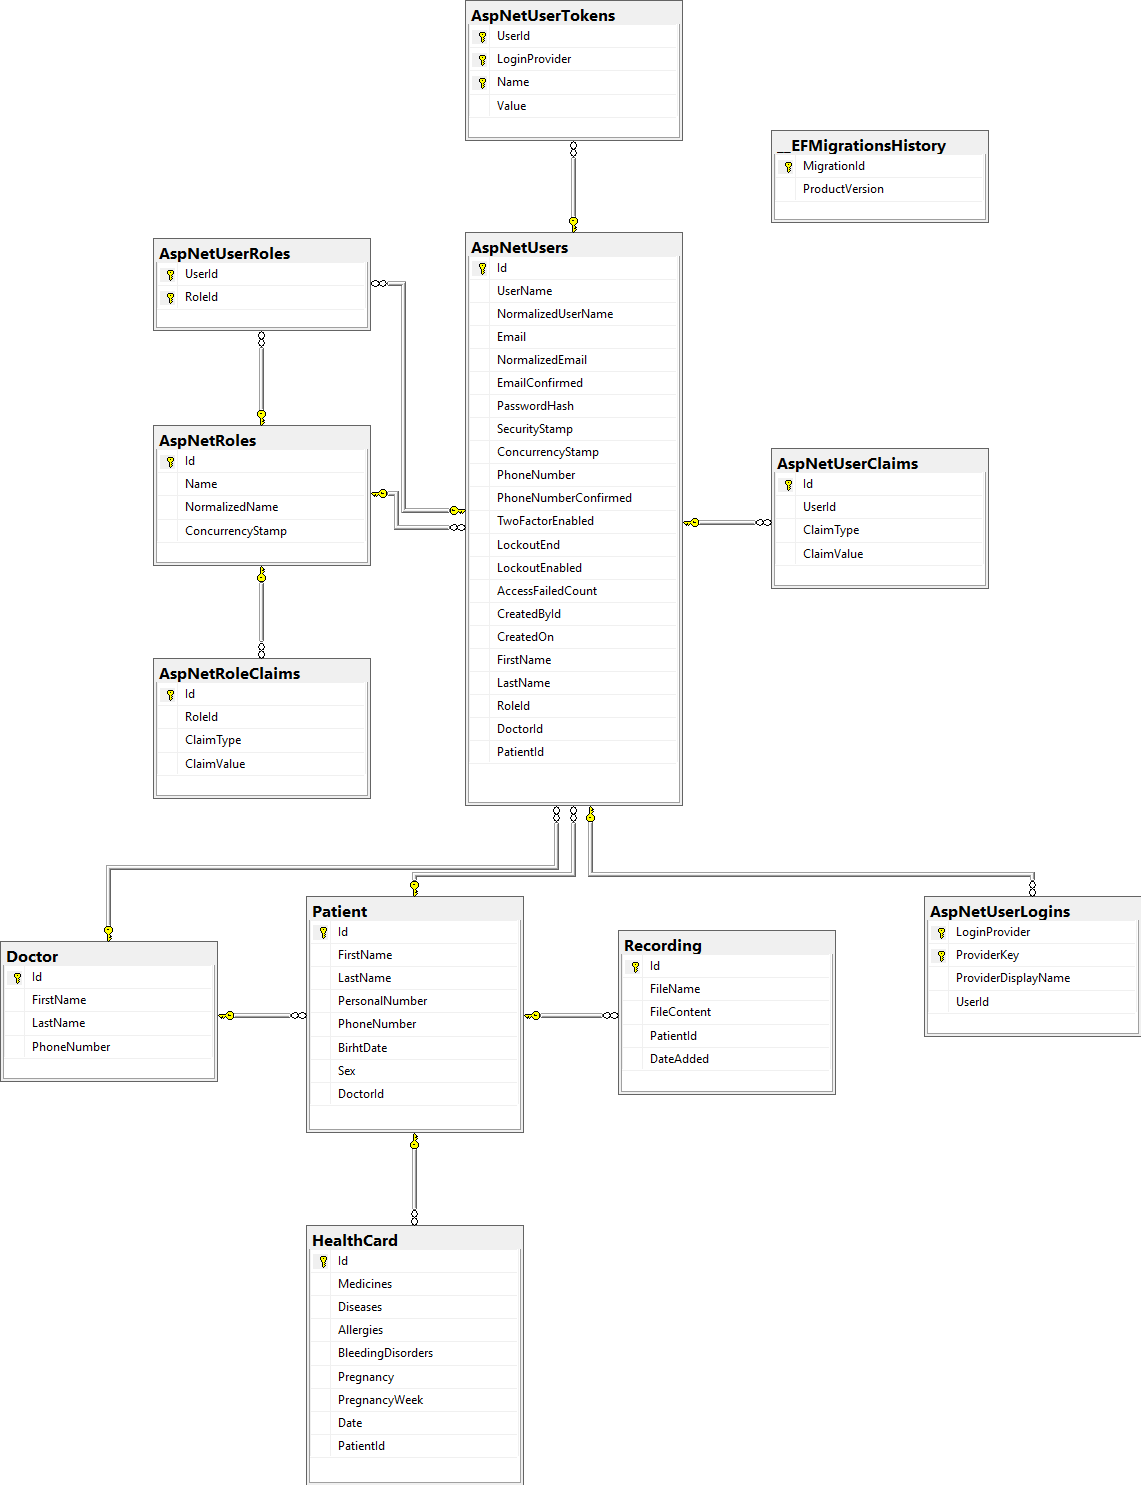 AspNetUserTokens
UserId
LoginProvider
Name
Value
__EFMigrationsHistory
MigrationId
ProductVersion
AspNetUserRoles
UserId
RoleId
AspNetUsers
Id
UserName
NormalizedUserName
Email
NormalizedEmail
EmailConfirmed
PasswordHash
SecurityStamp
ConcurrencyStamp
PhoneNumber
PhoneNumberConfirmed
TwoFactorEnabled
LockoutEnd
LockoutEnabled
AccessFailedCount
CreatedById
CreatedOn
FirstName
LastName
RoleId
DoctorId
PatientId
AspNetRoles
Id
Name
NormalizedName
ConcurrencyStamp
AspNetUserClaims
Id
UserId
ClaimType
ClaimValue
AspNetRoleClaims
Id
RoleId
ClaimType
ClaimValue
Doctor
Id
FirstName
LastName
PhoneNumber
Patient
Id
FirstName
LastName
PersonalNumber
PhoneNumber
BirhtDate
Sex
DoctorId
Recording
Id
FileName
FileContent
PatientId
DateAdded
AspNetUserLogins
LoginProvider
ProviderKey
ProviderDisplayName
UserId
HealthCard
Id
Medicines
Diseases
Allergies
BleedingDisorders
Pregnancy
PregnancyWeek
Date
PatientId